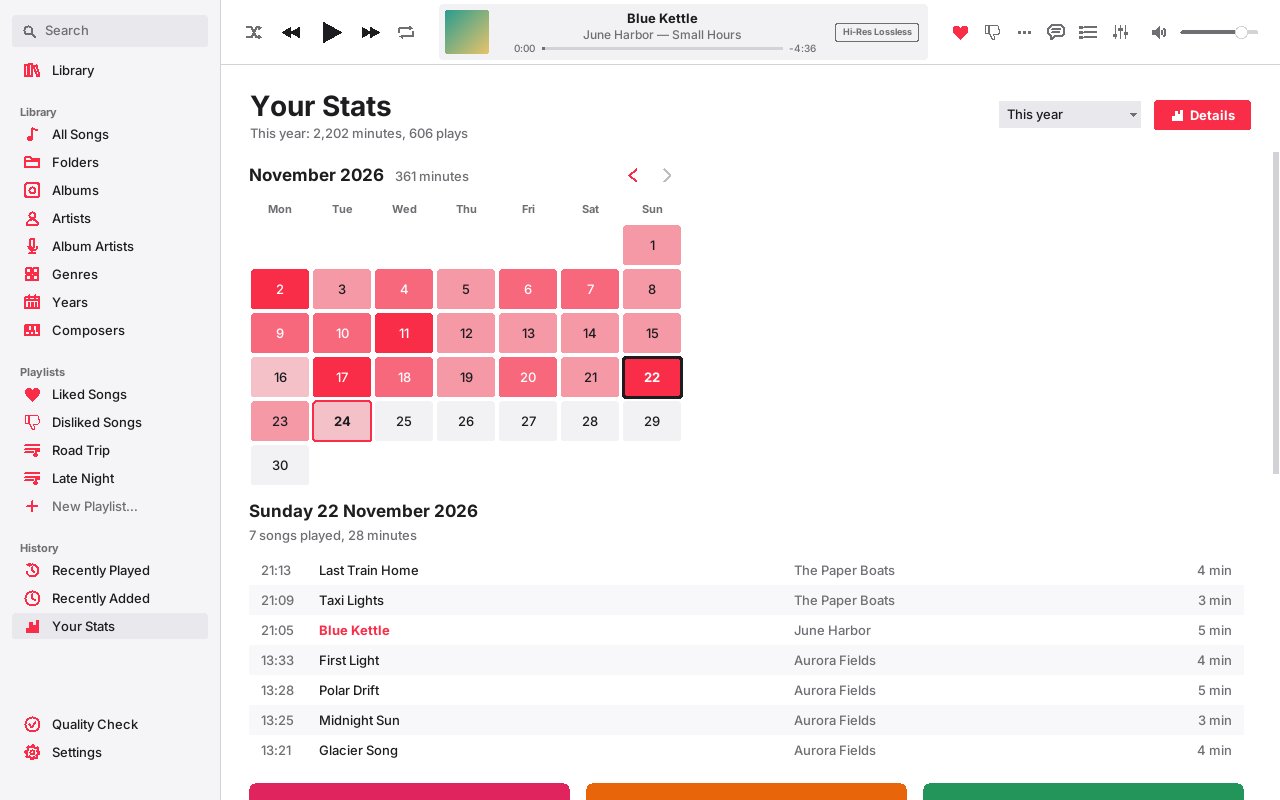 Search
Library
Library
All Songs
Folders
Albums
Artists
Album Artists
Genres
Years
Composers
Playlists
Liked Songs
Disliked Songs
Road Trip
Late Night
New Playlist...
History
Recently Played
Recently Added
Your Stats
Quality Check
Settings
Blue Kettle
June Harbor — Small Hours
0:00 -4:36
Hi-Res Lossless
Your Stats
This year: 2,202 minutes, 606 plays
This year
Details
November 2026 361 minutes
Mon Tue Wed Thu Fri Sat Sun
1
2 3 4 5 6 7 8
9 10 11 12 13 14 15
16 17 18 19 20 21 22
23 24 25 26 27 28 29
30
Sunday 22 November 2026
7 songs played, 28 minutes
21:13 Last Train Home The Paper Boats 4 min
21:09 Taxi Lights The Paper Boats 3 min
21:05 Blue Kettle June Harbor 5 min
13:33 First Light Aurora Fields 4 min
13:28 Polar Drift Aurora Fields 5 min
13:25 Midnight Sun Aurora Fields 3 min
13:21 Glacier Song Aurora Fields 4 min